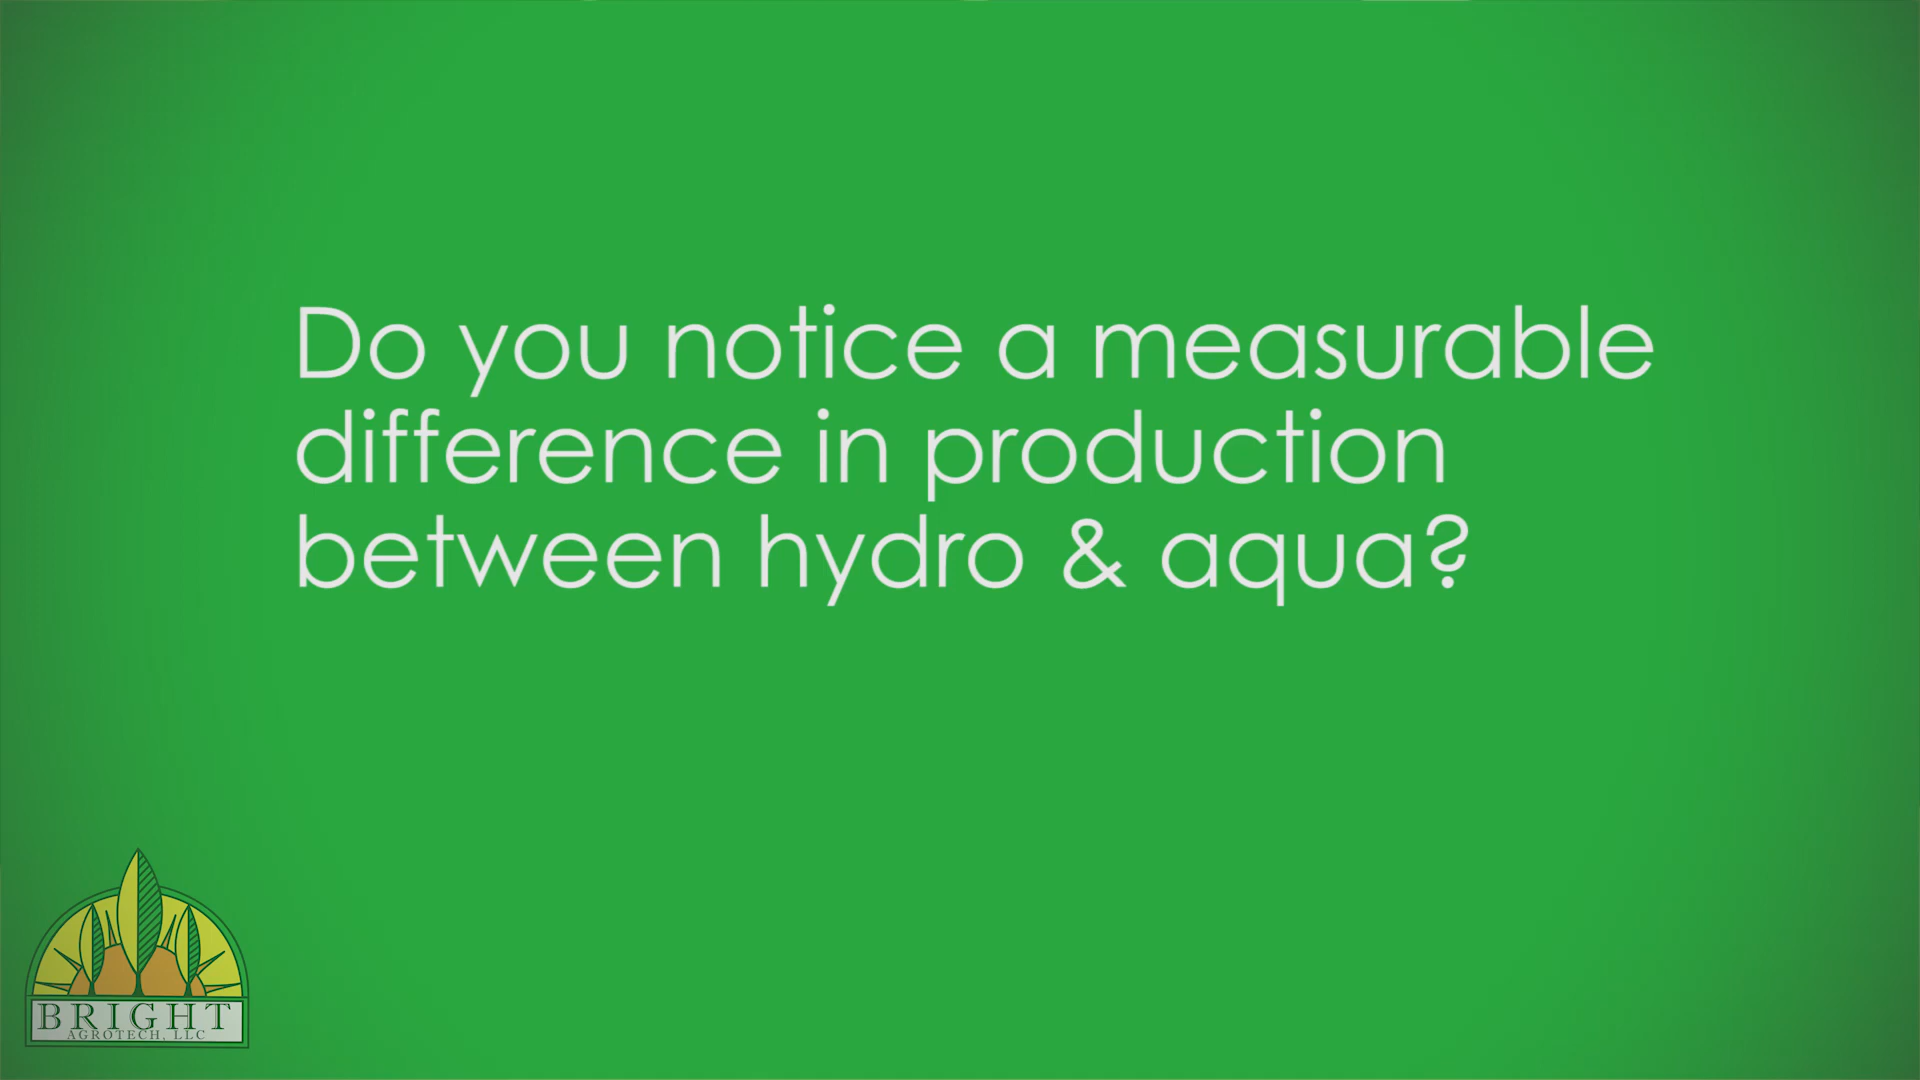 Do you notice a measurable
difference in production
between hydro & aqua?
BRIGHT
AGROTECH, LLC